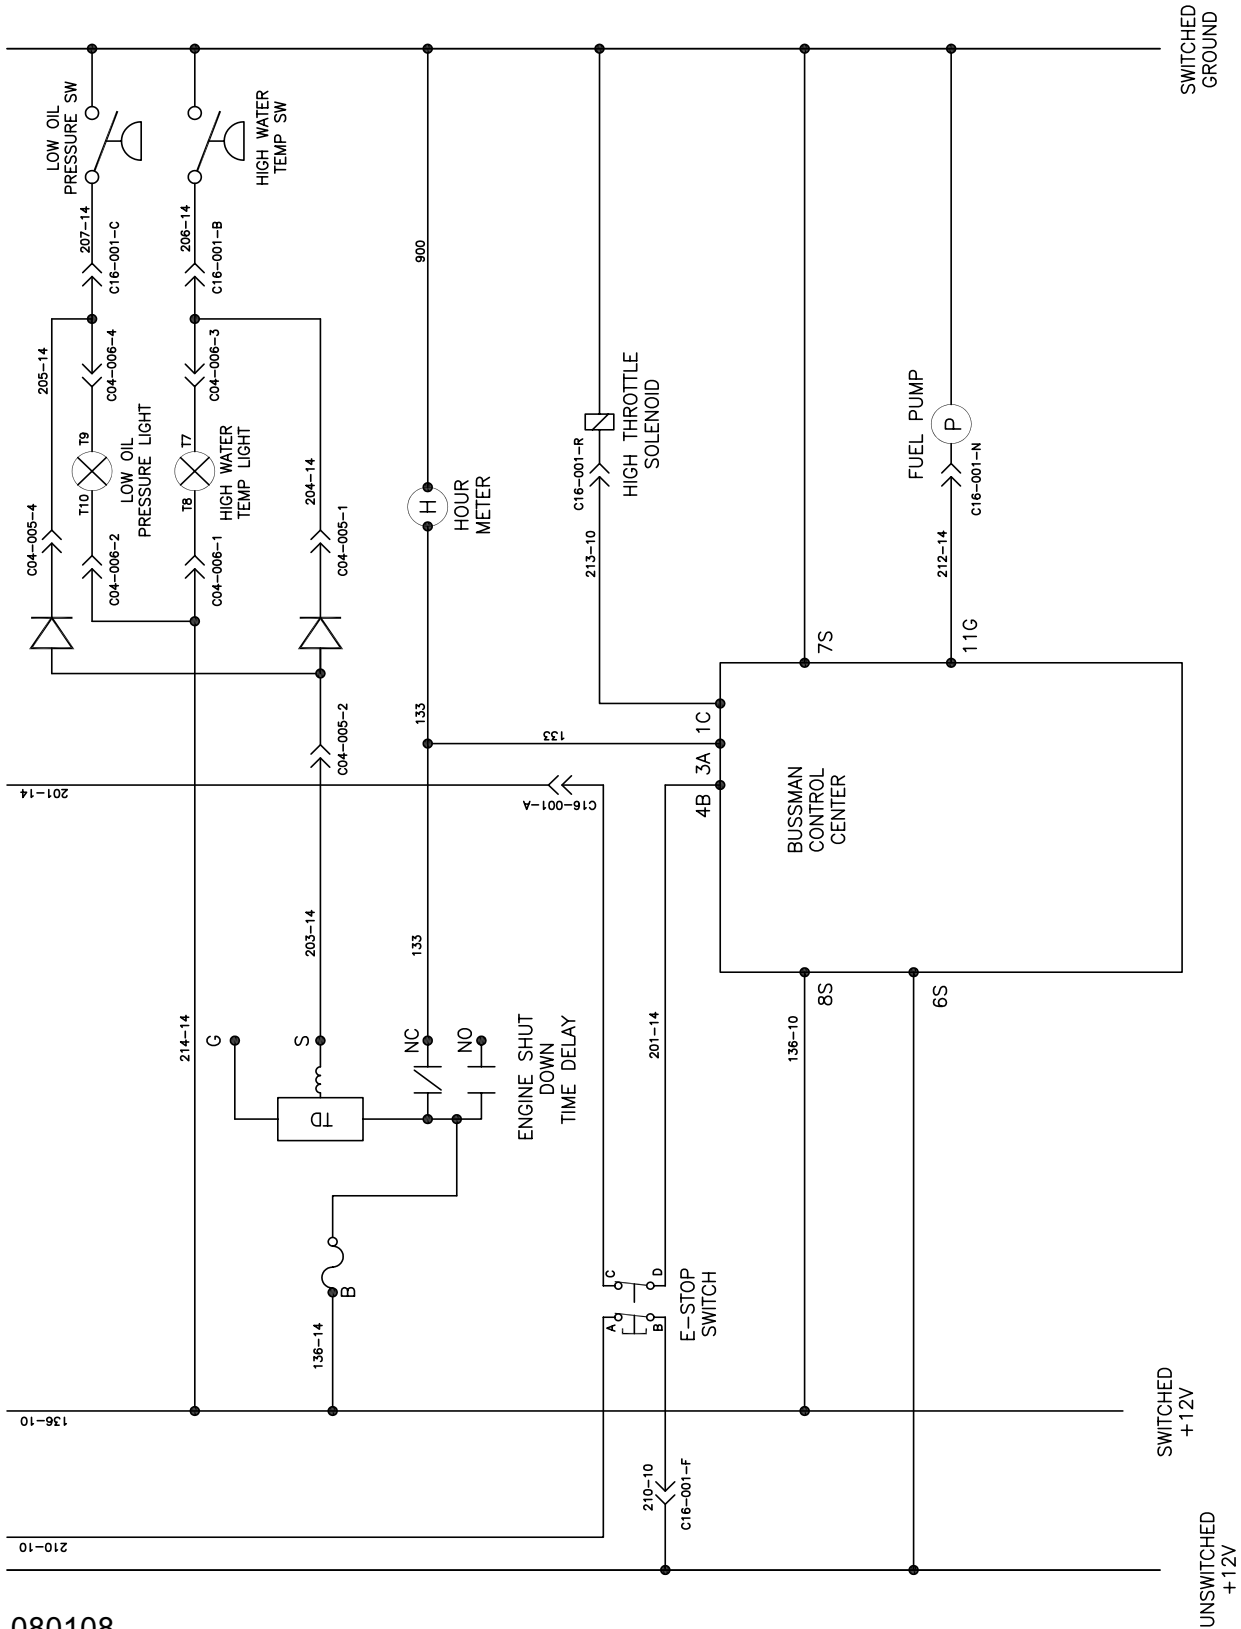 SWITCHED
GROUND
LOW OIL
PRESSURE SW
HIGH WATER
TEMP SW
207-14
C16-001-C
206-14
C16-001-B
900
205-14
C04-006-4
C04-006-3
T9
T10
LOW OIL
PRESSURE LIGHT
T7
T8
HIGH WATER
TEMP LIGHT
204-14
C04-005-4
C04-006-2
C04-006-1
C04-005-1
H
HOUR
METER
C16-001-R
HIGH THROTTLE
SOLENOID
213-10
FUEL PUMP
P
C16-001-N
212-14
7S
11G
1C
3A
4B
133
133
C04-005-2
201-14
C16-001-A
BUSSMAN
CONTROL
CENTER
203-14
133
214-14
G
S
NC
NO
TD
ENGINE SHUT
DOWN
TIME DELAY
201-14
136-10
8S
6S
B
136-14
C
D
A
B
E-STOP
SWITCH
136-10
SWITCHED
+12V
210-10
C16-001-F
210-10
UNSWITCHED
+12V
080108